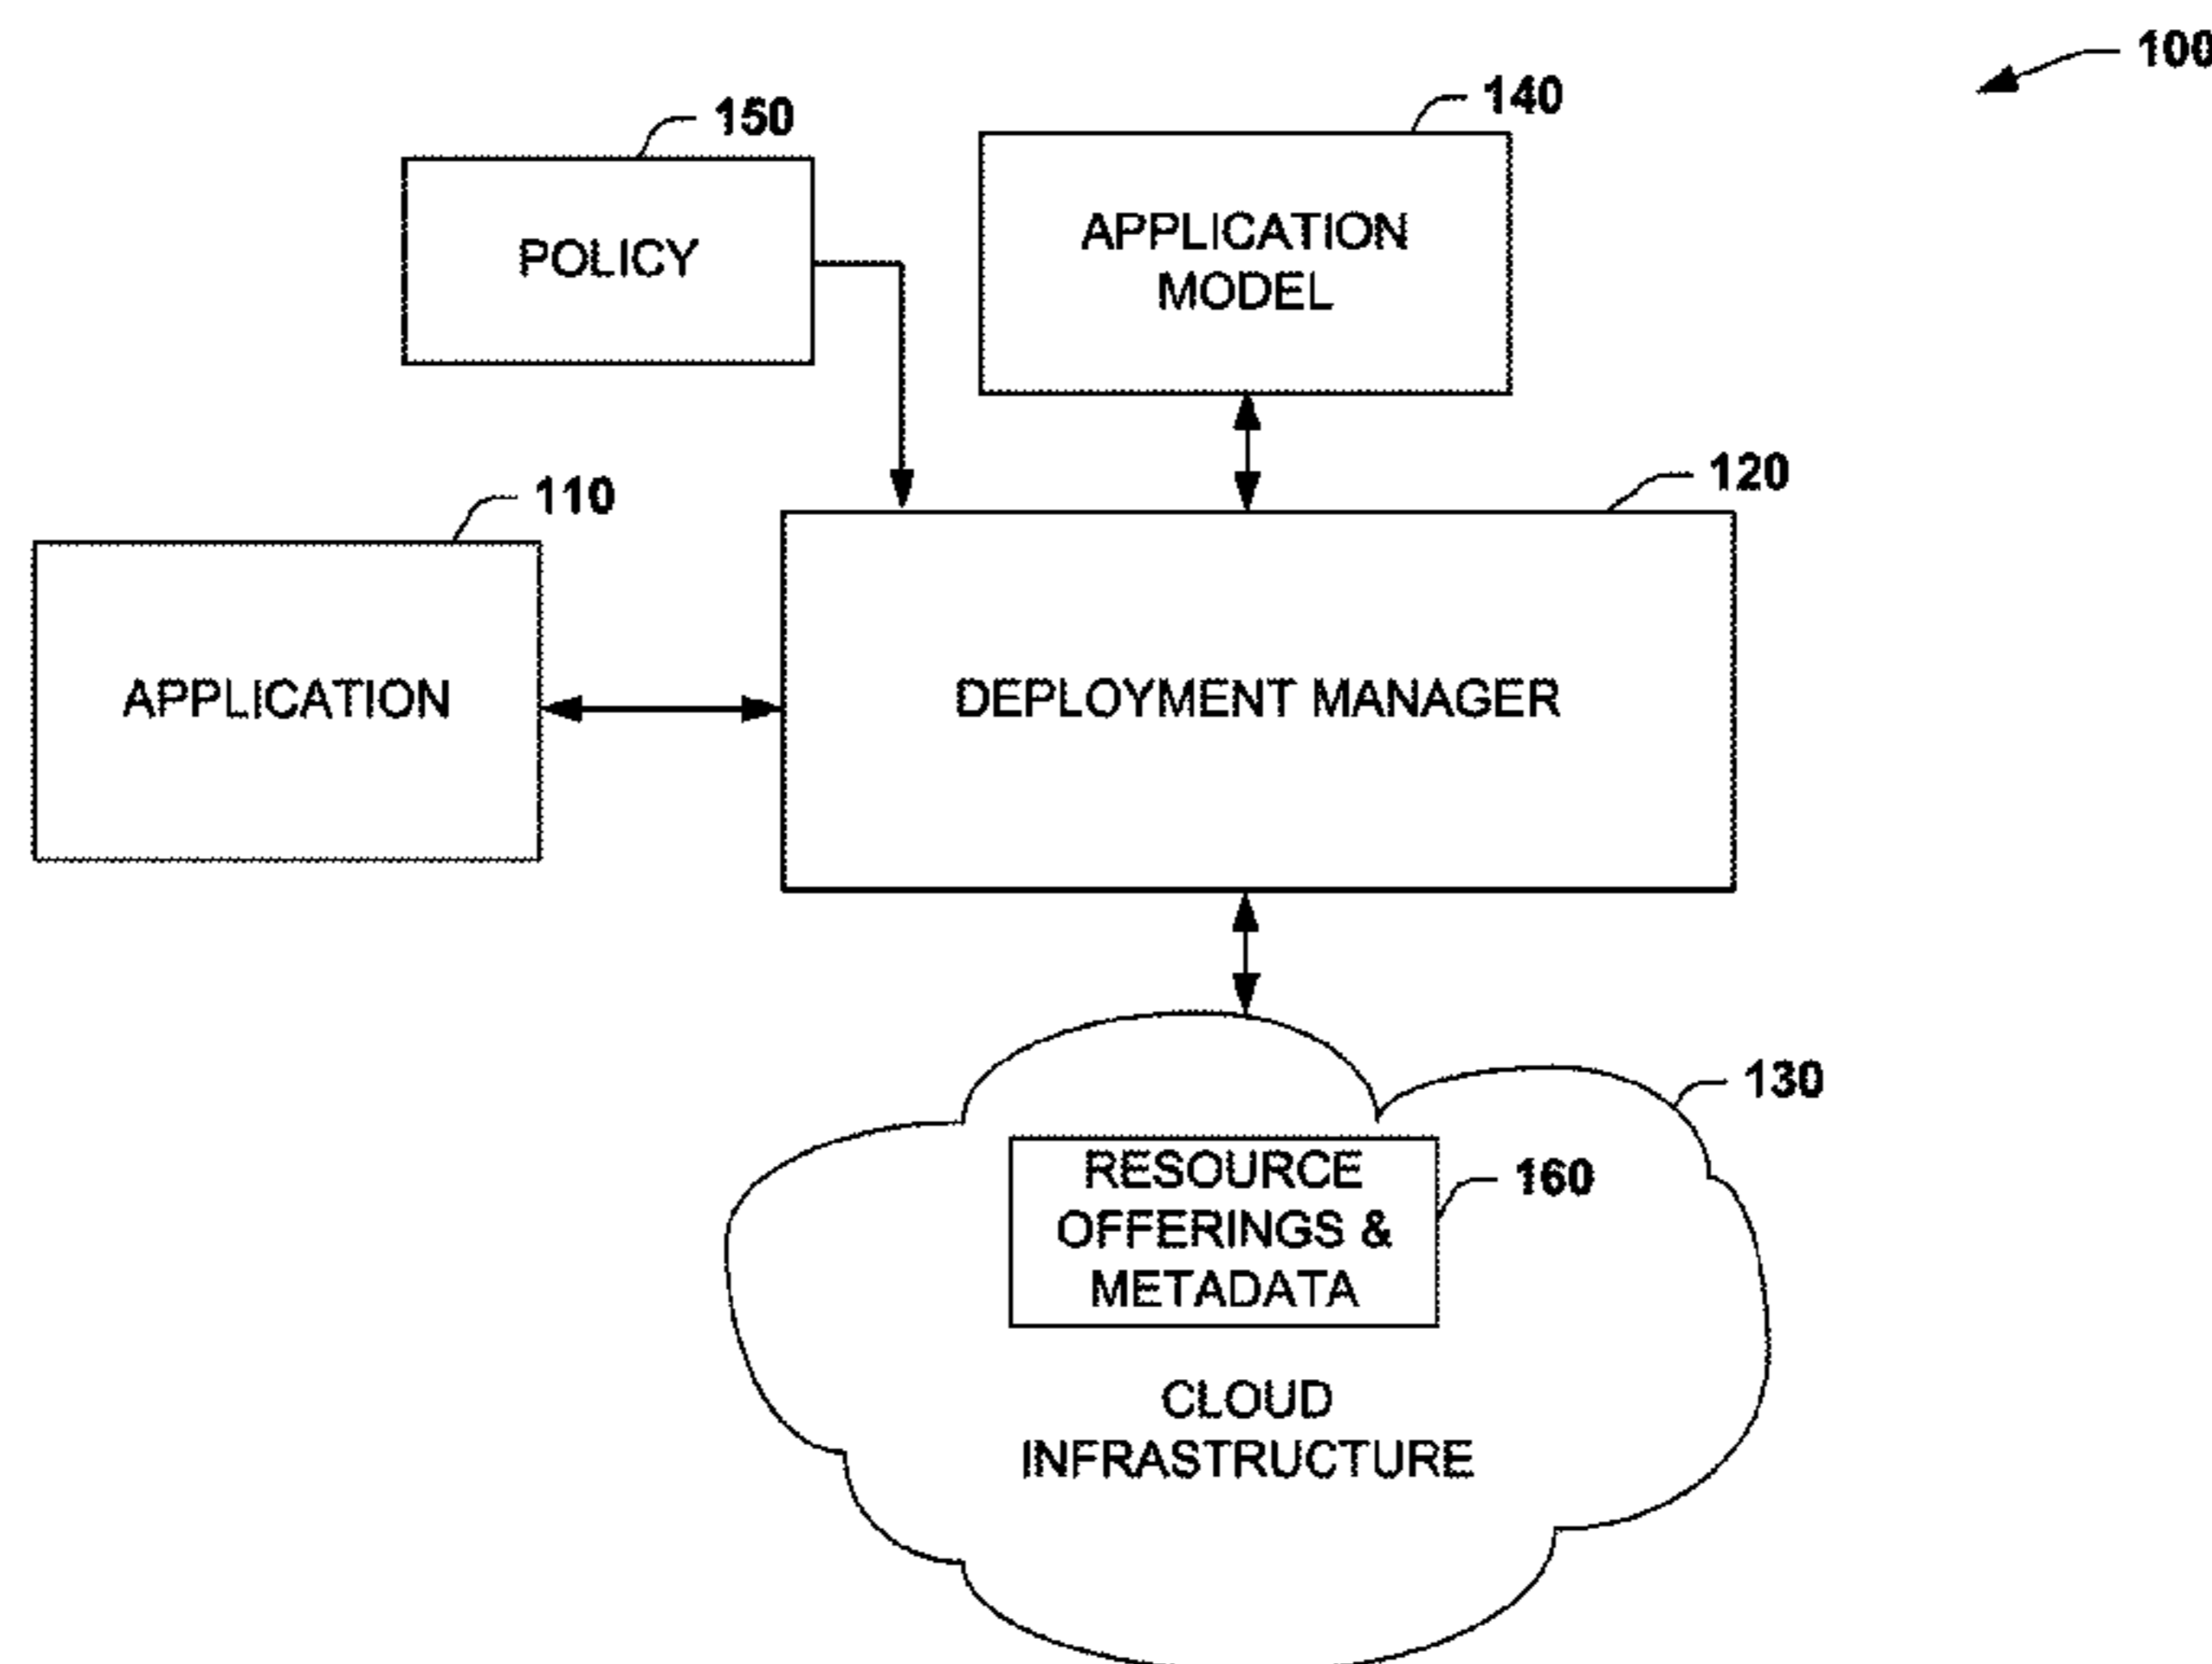 100
150
140
POLICY
APPLICATION
MODEL
110
120
APPLICATION
DEPLOYMENT MANAGER
130
RESOURCE
OFFERINGS &
METADATA
160
CLOUD
INFRASTRUCTURE